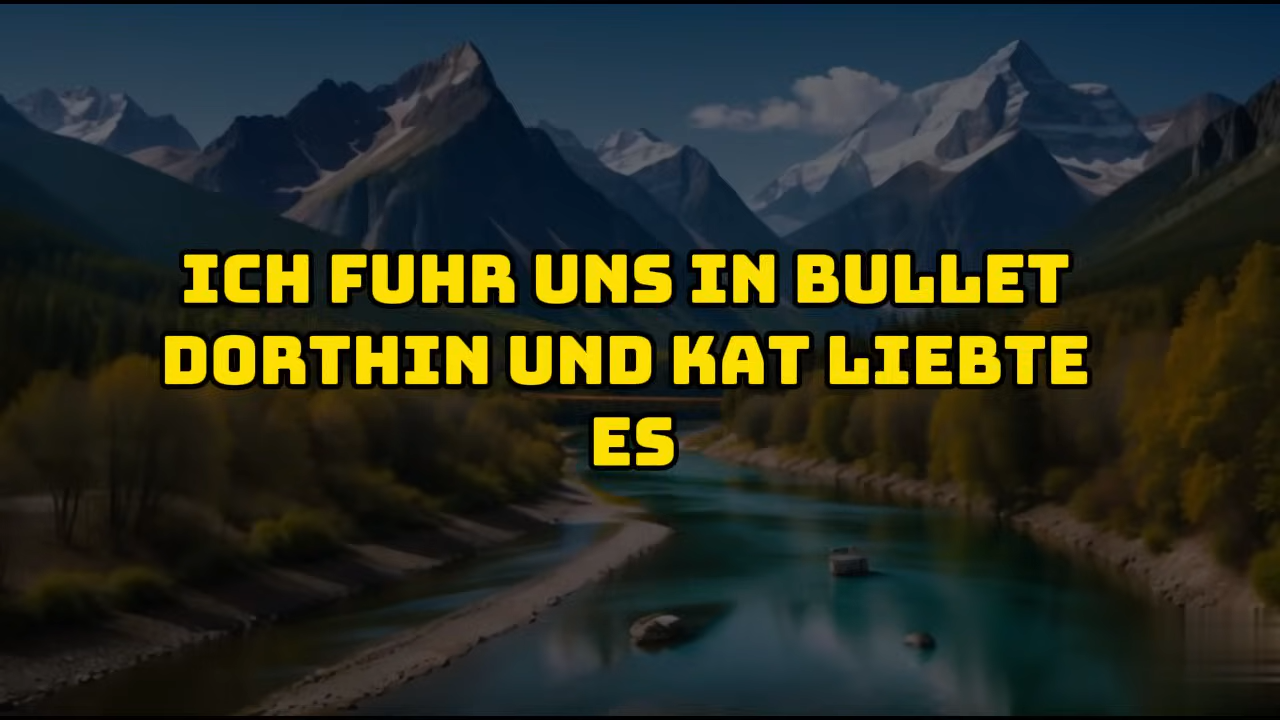 ICH FUHR UNS IN BULLET
DORTHIN UND KAT LIEBTE
ES